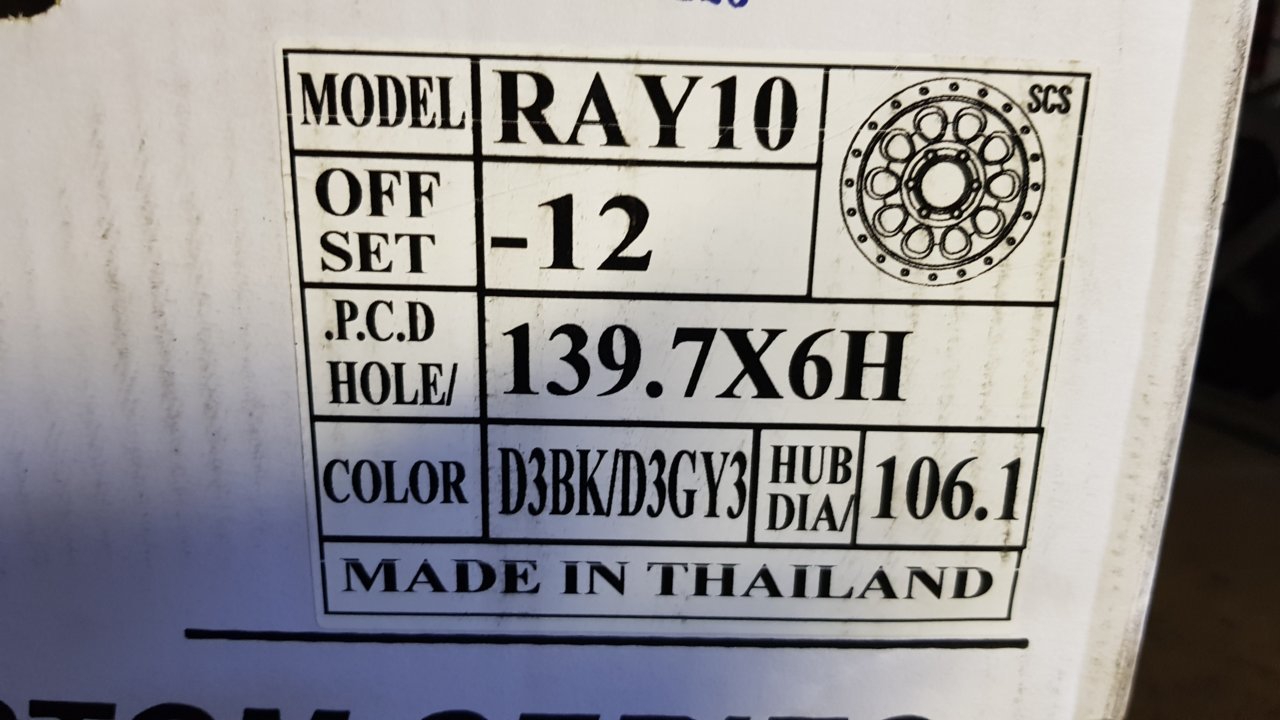 MODEL RAY10
SCS
OFF SET -12
.P.C.D HOLE/ 139.7X6H
COLOR D3BK/D3GY3 HUB DIA/ 106.1
MADE IN THAILAND